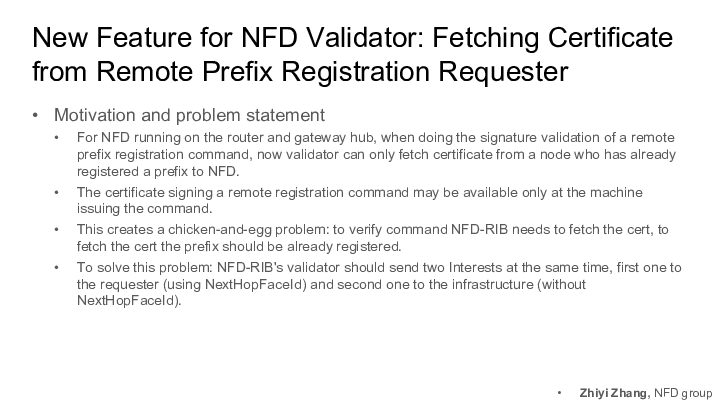 New Feature for NFD Validator: Fetching Certificate
from Remote Prefix Registration Requester
• Motivation and problem statement
• For NFD running on the router and gateway hub, when doing the signature validation of a remote
prefix registration command, now validator can only fetch certificate from a node who has already
registered a prefix to NFD.
• The certificate signing a remote registration command may be available only at the machine
issuing the command.
• This creates a chicken-and-egg problem: to verify command NFD-RIB needs to fetch the cert, to
fetch the cert the prefix should be already registered.
• To solve this problem: NFD-RIB's validator should send two Interests at the same time, first one to
the requester (using NextHopFaceId) and second one to the infrastructure (without
NextHopFaceId).
• Zhiyi Zhang, NFD group